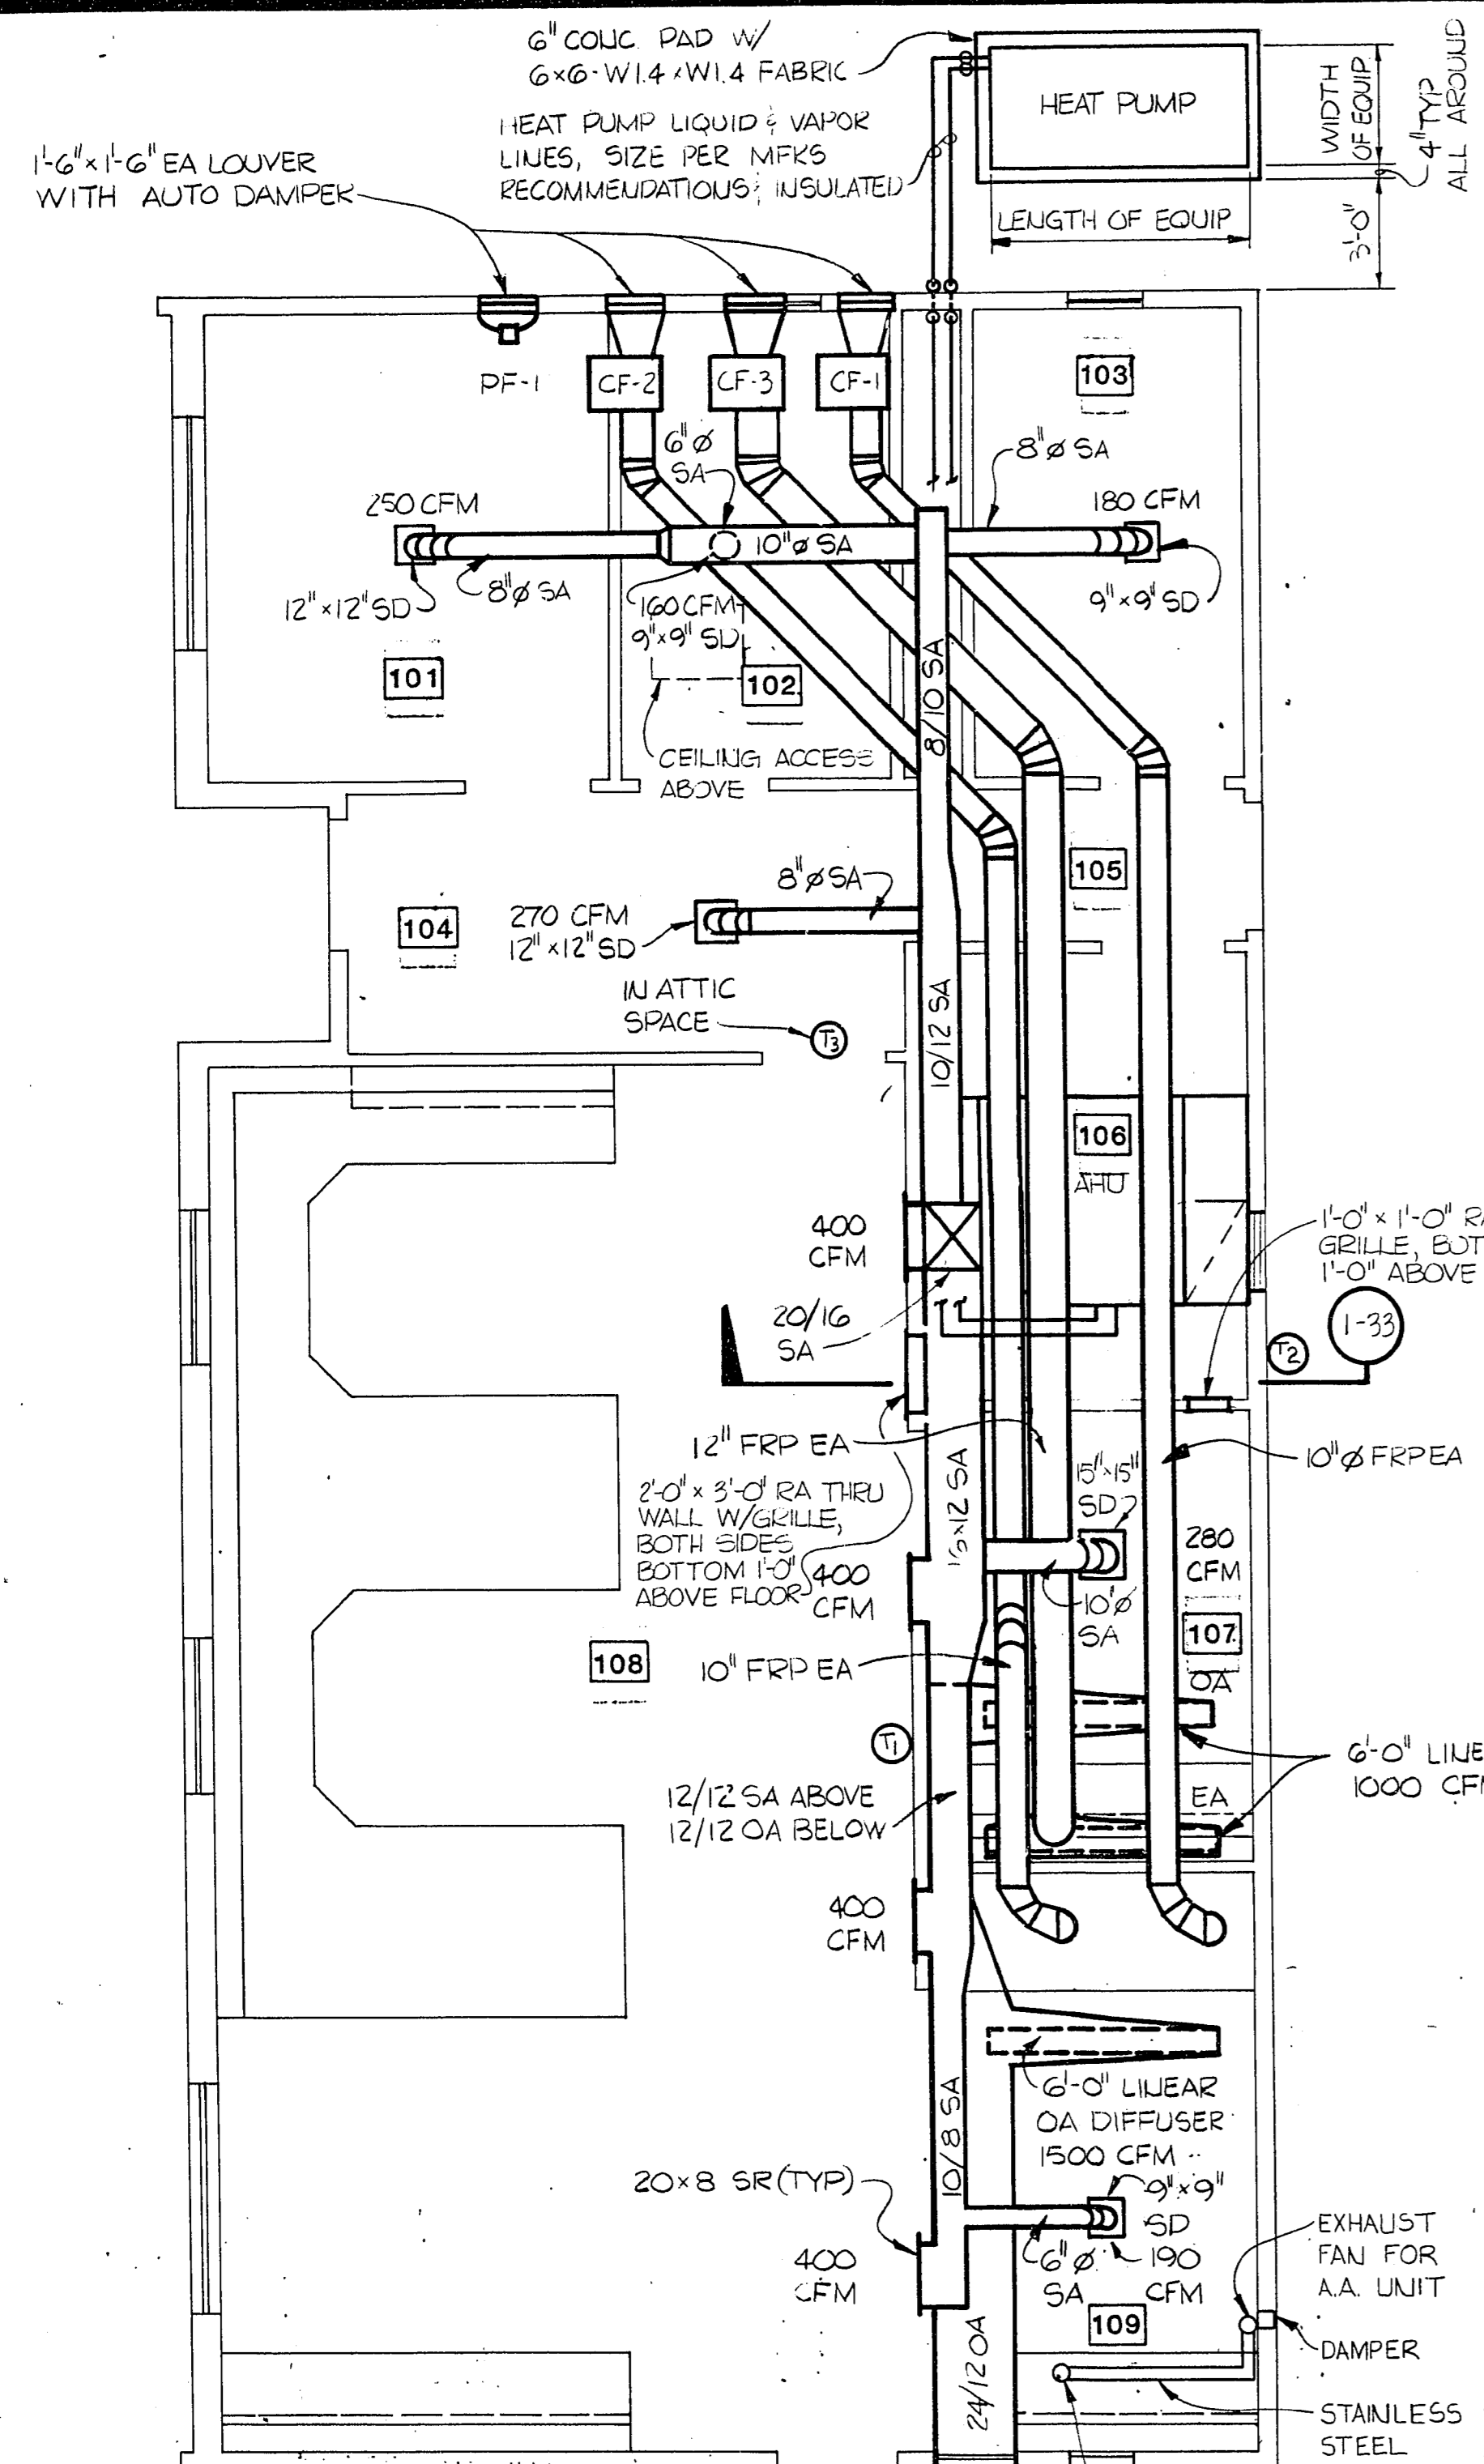 6" CONC. PAD W/
6×6-W1.4×W1.4 FABRIC
HEAT PUMP
WIDTH
OF EQUIP.
4" TYP
ALL AROUND
HEAT PUMP LIQUID & VAPOR
LINES, SIZE PER MFRS
RECOMMENDATIONS; INSULATED
1'-6" × 1'-6" EA LOUVER
WITH AUTO DAMPER
LENGTH OF EQUIP
3'-0"
PF-1
CF-2
CF-3
CF-1
103
6"ø
SA
8"ø SA
250 CFM
180 CFM
10"ø SA
12"×12" SD
8"ø SA
160 CFM
9"×9" SD
9"×9" SD
101
102
8/10 SA
CEILING ACCESS
ABOVE
8"ø SA
105
104
270 CFM
12"×12" SD
IN ATTIC
SPACE
T3
10/12 SA
106
AHU
400
CFM
1'-0" × 1'-0"
GRILLE,
1'-0" ABOVE
20/16
SA
T2
1-33
12" FRP EA
10"ø FRP EA
2'-0" × 3'-0" RA THRU
WALL W/GRILLE,
BOTH SIDES
BOTTOM 1'-0"
ABOVE FLOOR
15"×15"
SD
280
CFM
400
CFM
10"ø
SA
107
OA
108
10" FRP EA
T1
6'-0"
1000
12/12 SA ABOVE
12/12 OA BELOW
EA
400
CFM
6'-0" LINEAR
OA DIFFUSER
1500 CFM
10/8 SA
20×8 SR (TYP)
9"×9"
SD
190
CFM
6"ø
SA
400
CFM
EXHAUST
FAN FOR
A.A. UNIT
109
DAMPER
24/12 OA
STAINLESS
STEEL